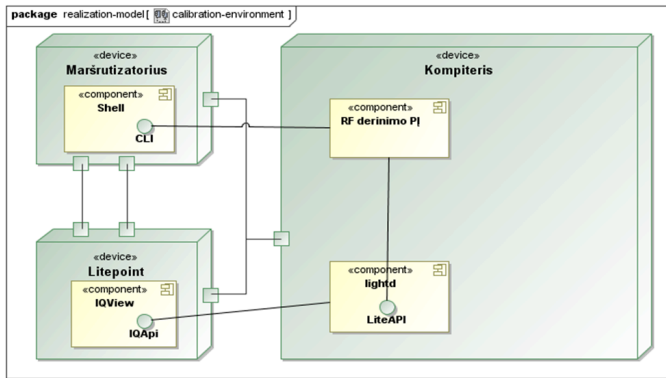 package realization-model [ calibration-environment ]
«device»
Maršrutizatorius
«component»
Shell
CLI
«device»
Litepoint
«component»
IQView
IQApi
«device»
Kompiteris
«component»
RF derinimo PĮ
«component»
lightd
LiteAPI